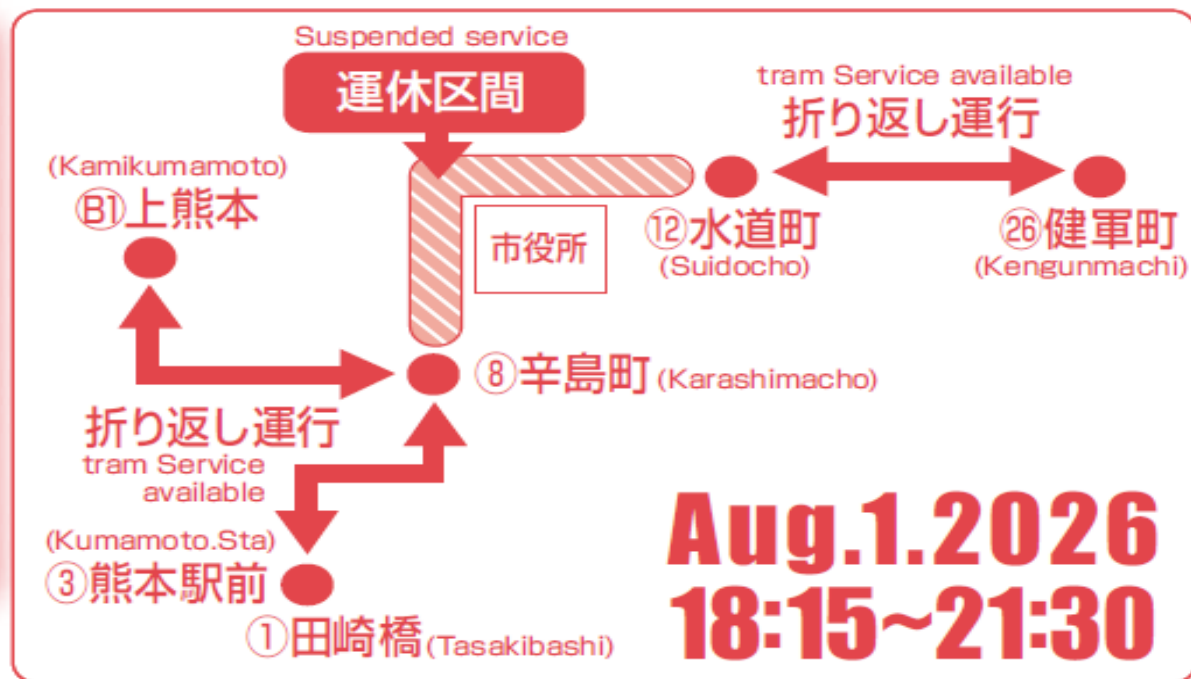 Suspended service
運休区間
tram Service available
折り返し運行
(Kamikumamoto)
B1上熊本
市役所
⑫水道町
(Suidocho)
㉖健軍町
(Kengunmachi)
⑧辛島町(Karashimacho)
折り返し運行
tram Service
available
(Kumamoto.Sta)
③熊本駅前
①田崎橋(Tasakibashi)
Aug.1.2026
18:15~21:30